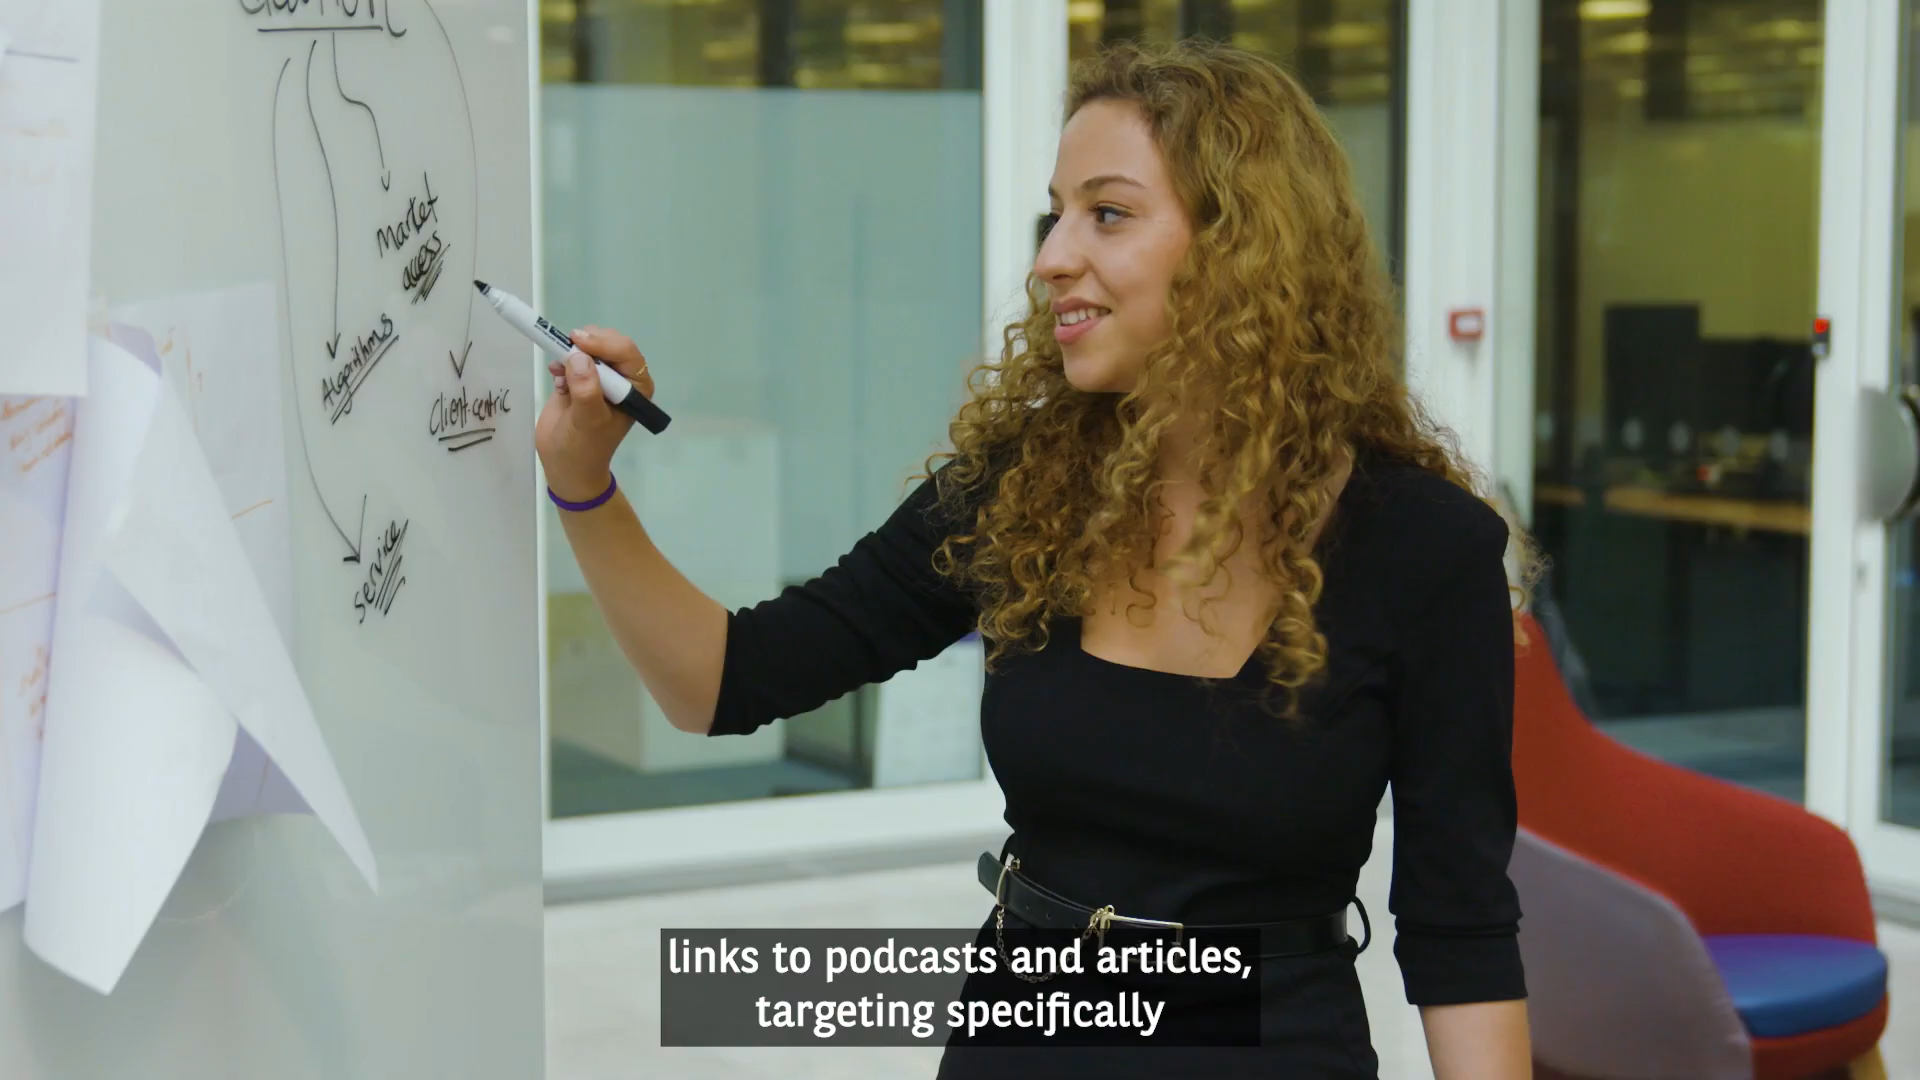 Market
access
Algorithms
Client-centric
service
links to podcasts and articles,
targeting specifically